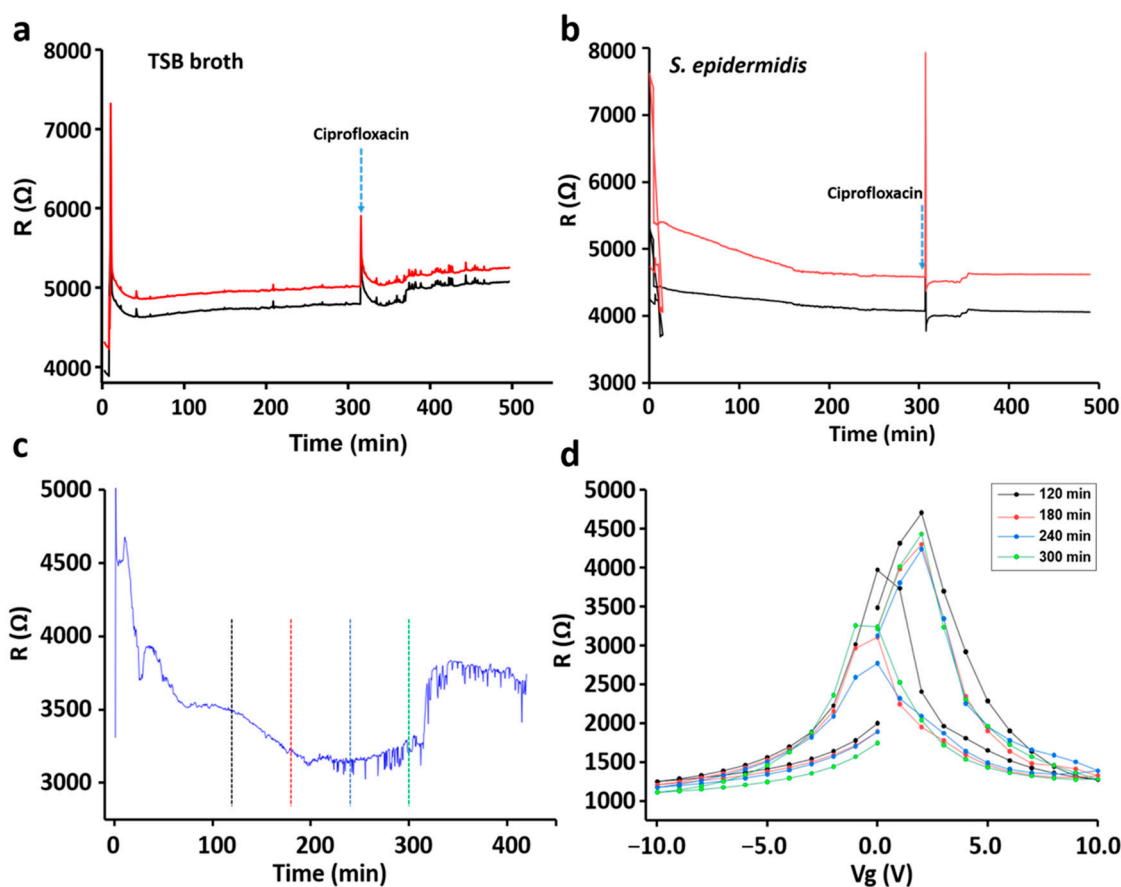 a
TSB broth
Ciprofloxacin
R (Ω)
8000
7000
6000
5000
4000
0
100
200
300
400
500
Time (min)
b
S. epidermidis
Ciprofloxacin
R (Ω)
8000
7000
6000
5000
4000
3000
0
100
200
300
400
500
Time (min)
c
R (Ω)
5000
4500
4000
3500
3000
0
100
200
300
400
Time (min)
d
120 min
180 min
240 min
300 min
R (Ω)
5000
4500
4000
3500
3000
2500
2000
1500
1000
−10.0
−5.0
0.0
5.0
10.0
Vg (V)